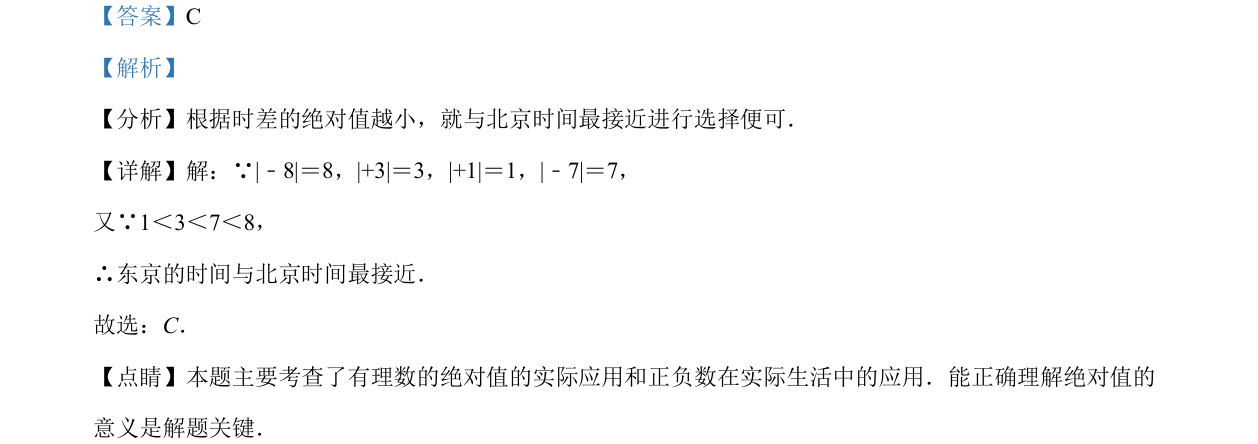 【答案】C
【解析】
【分析】根据时差的绝对值越小，就与北京时间最接近进行选择便可．
【详解】解：∵|﹣8|＝8，|+3|＝3，|+1|＝1，|﹣7|＝7，
又∵1＜3＜7＜8，
∴东京的时间与北京时间最接近．
故选：C．
【点睛】本题主要考查了有理数的绝对值的实际应用和正负数在实际生活中的应用．能正确理解绝对值的
意义是解题关键．